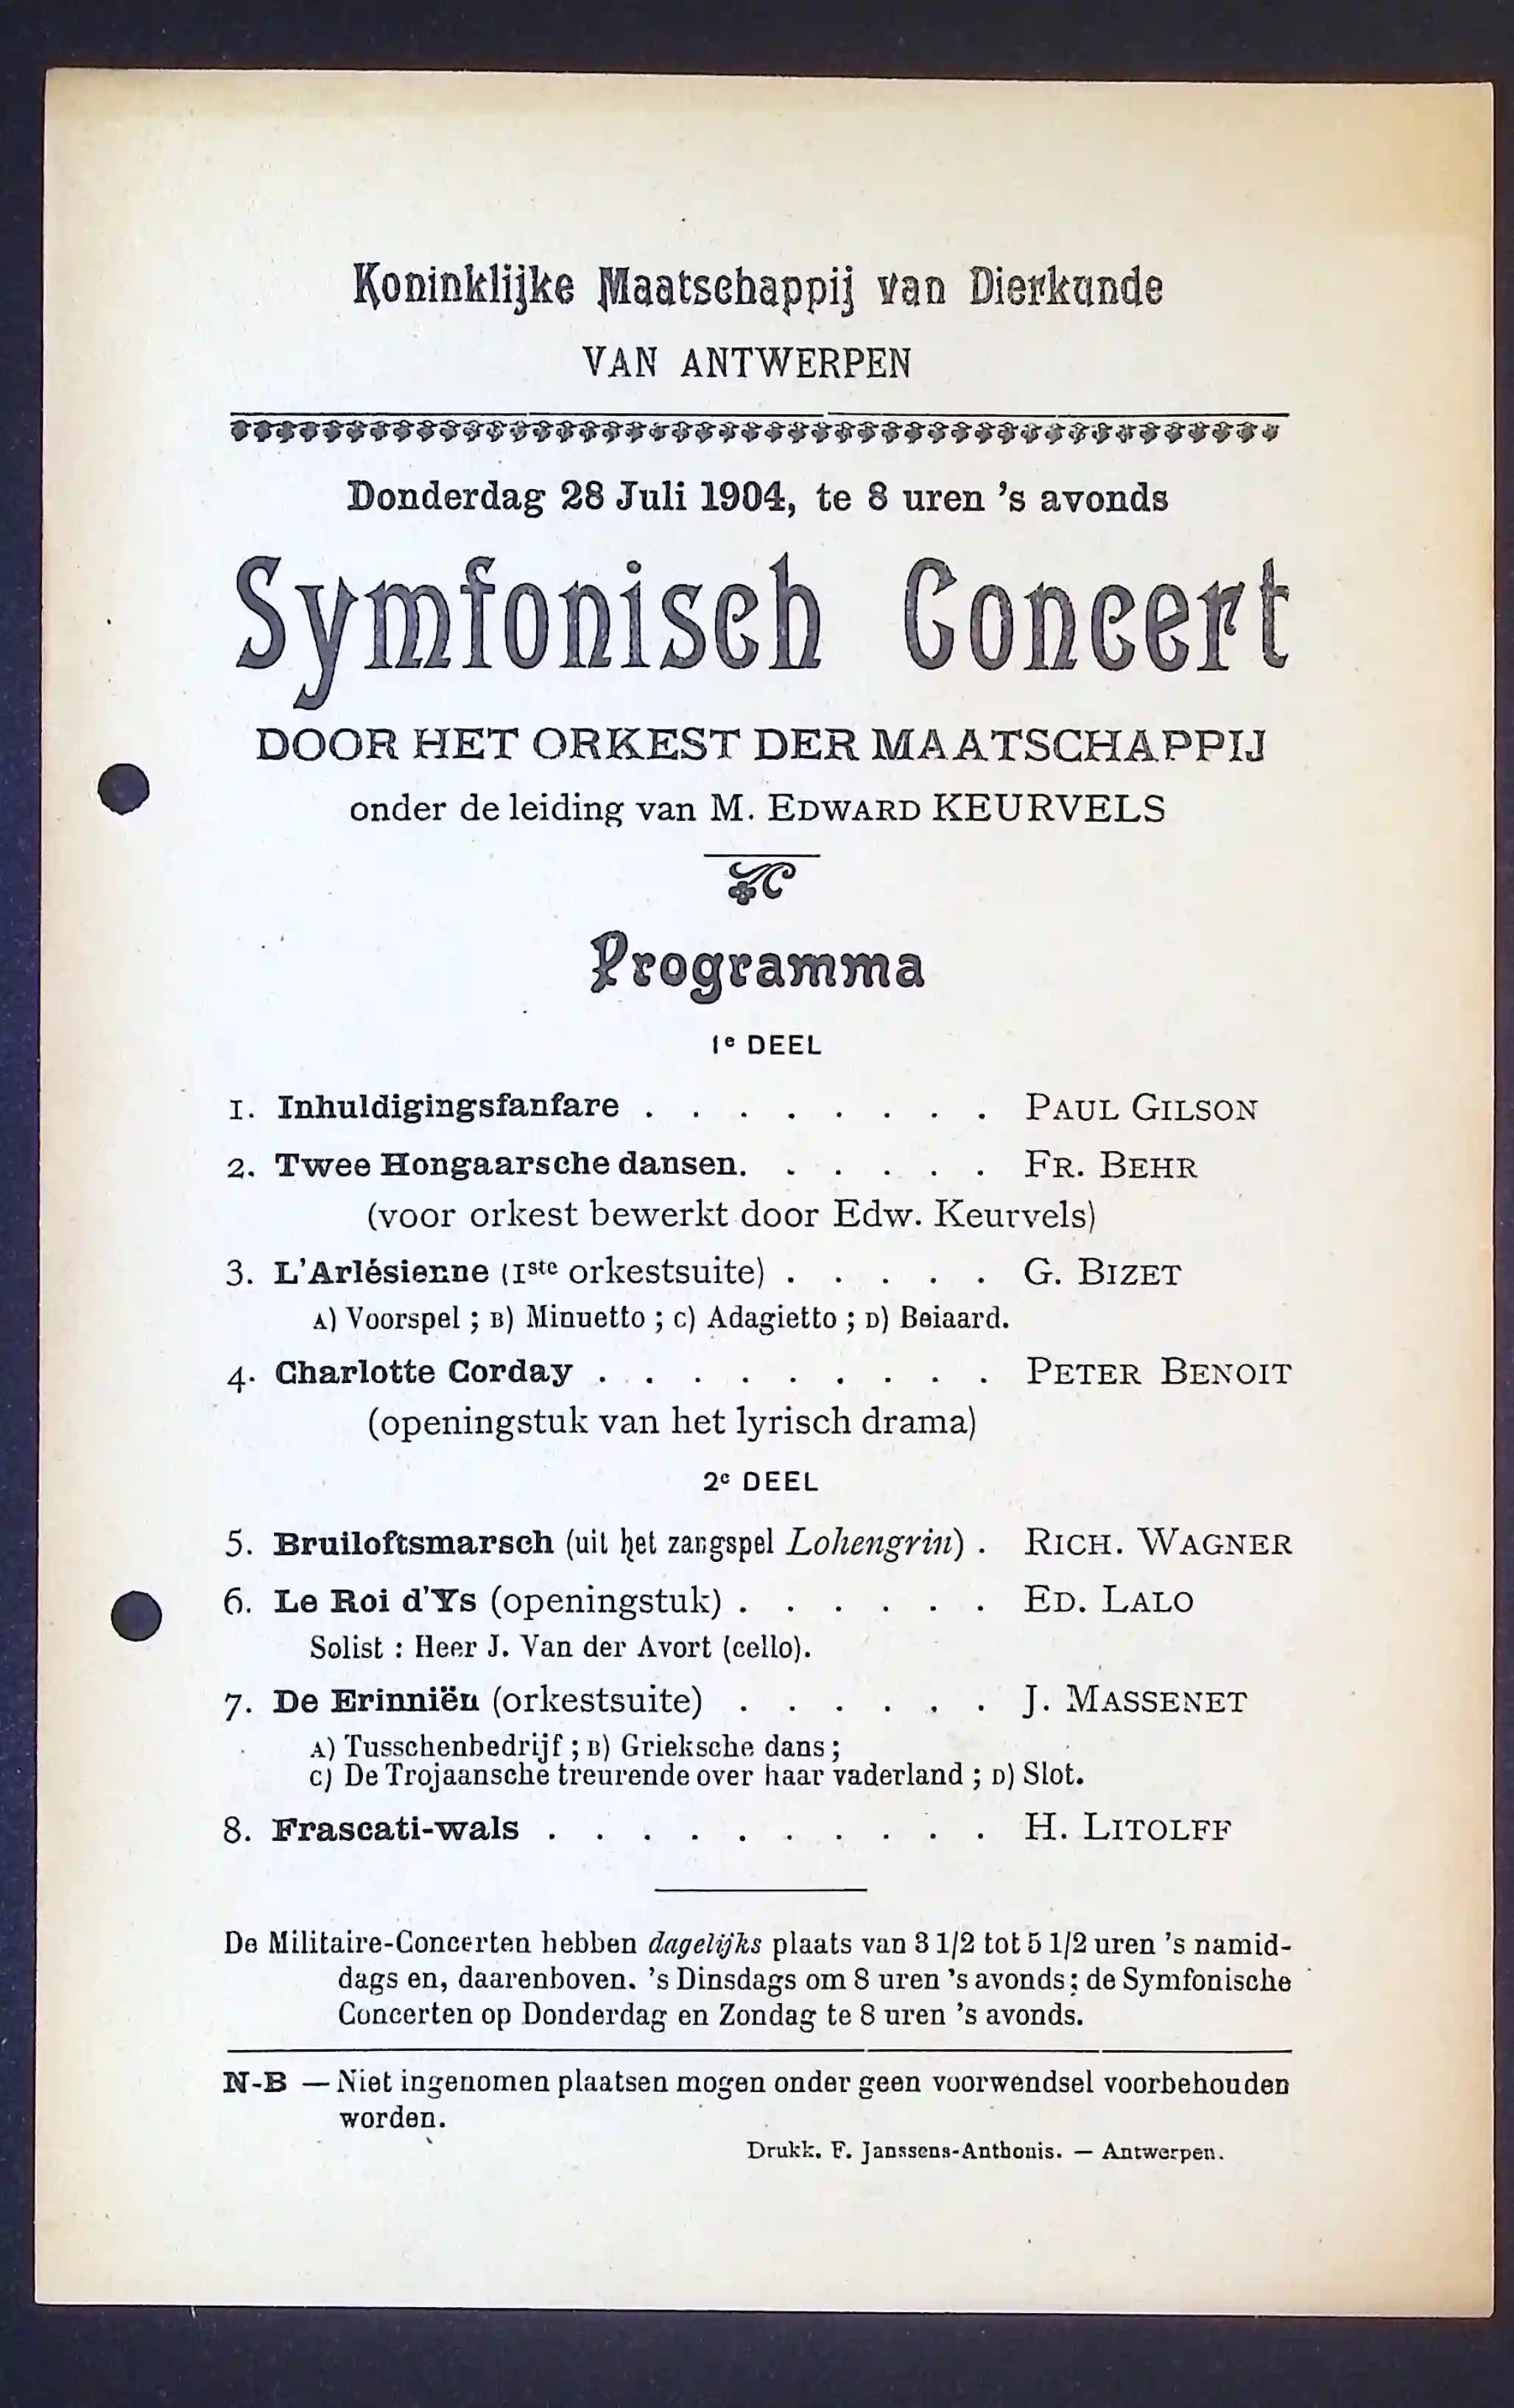 Koninklijke Maatschappij van Dierkunde
VAN ANTWERPEN
Donderdag 28 Juli 1904, te 8 uren 's avonds
Symfonisch Concert
DOOR HET ORKEST DER MAATSCHAPPIJ
onder de leiding van M. EDWARD KEURVELS
Programma
1e DEEL
1. Inhuldigingsfanfare . . . . . . . . PAUL GILSON
2. Twee Hongaarsche dansen. . . . . . FR. BEHR
(voor orkest bewerkt door Edw. Keurvels)
3. L'Arlésienne (1ste orkestsuite) . . . . . G. BIZET
A) Voorspel ; B) Minuetto ; C) Adagietto ; D) Beiaard.
4. Charlotte Corday . . . . . . . . . PETER BENOIT
(openingstuk van het lyrisch drama)
2e DEEL
5. Bruiloftsmarsch (uit het zangspel Lohengrin) . RICH. WAGNER
6. Le Roi d'Ys (openingstuk) . . . . . . ED. LALO
Solist : Heer J. Van der Avort (cello).
7. De Erinniën (orkestsuite) . . . . . . J. MASSENET
A) Tusschenbedrijf ; B) Grieksche dans ;
C) De Trojaansche treurende over haar vaderland ; D) Slot.
8. Frascati-wals . . . . . . . . . . H. LITOLFF
De Militaire-Concerten hebben dagelijks plaats van 3 1/2 tot 5 1/2 uren 's namid-
dags en, daarenboven. 's Dinsdags om 8 uren 's avonds ; de Symfonische
Concerten op Donderdag en Zondag te 8 uren 's avonds.
N-B — Niet ingenomen plaatsen mogen onder geen voorwendsel voorbehouden
worden.
Drukk. F. Janssens-Anthonis. — Antwerpen.